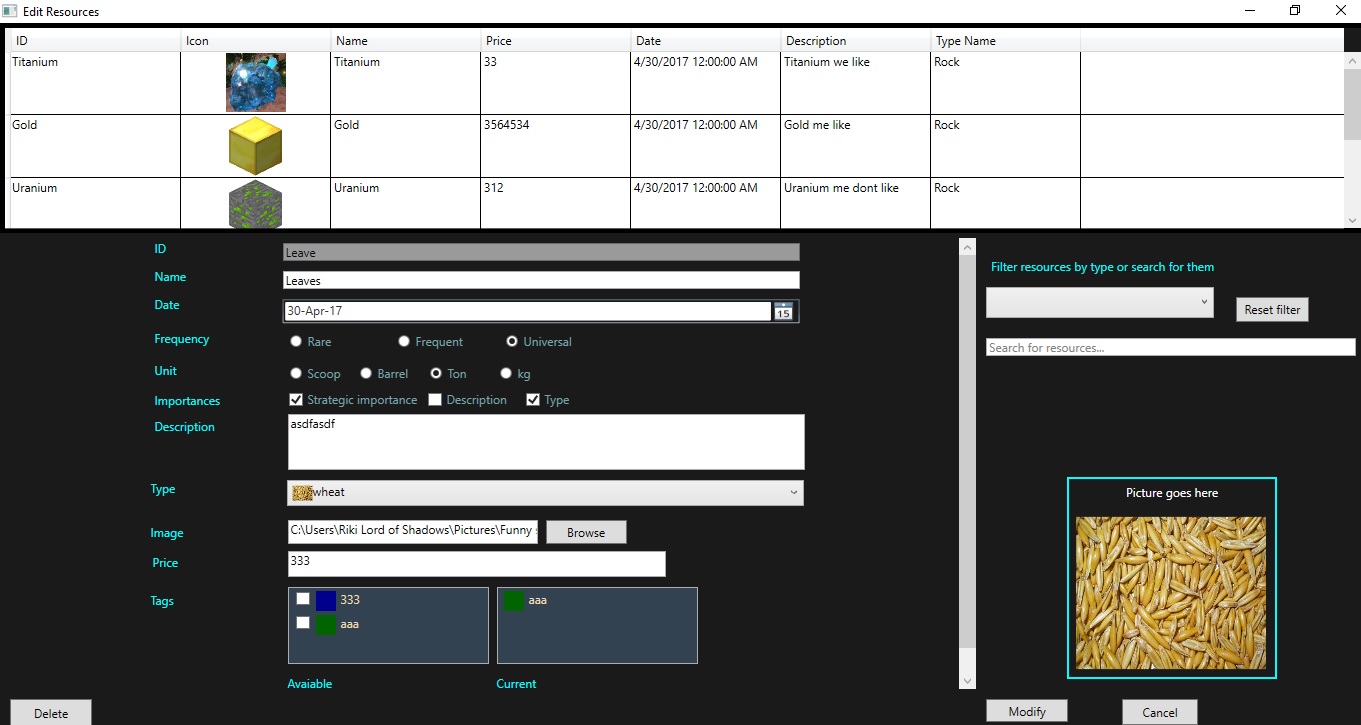 Edit Resources
ID Icon Name Price Date Description Type Name
Titanium Titanium 33 4/30/2017 12:00:00 AM Titanium we like Rock
Gold Gold 3564534 4/30/2017 12:00:00 AM Gold me like Rock
Uranium Uranium 312 4/30/2017 12:00:00 AM Uranium me dont like Rock
ID Leave
Name Leaves
Date 30-Apr-17 15
Frequency Rare Frequent Universal
Unit Scoop Barrel Ton kg
Importances Strategic importance Description Type
Description asdfasdf
Type wheat
Image C:\Users\Riki Lord of Shadows\Pictures\Funny Browse
Price 333
Tags 333 aaa
aaa
Avaiable Current
Delete
Filter resources by type or search for them
Reset filter
Search for resources...
Picture goes here
Modify Cancel